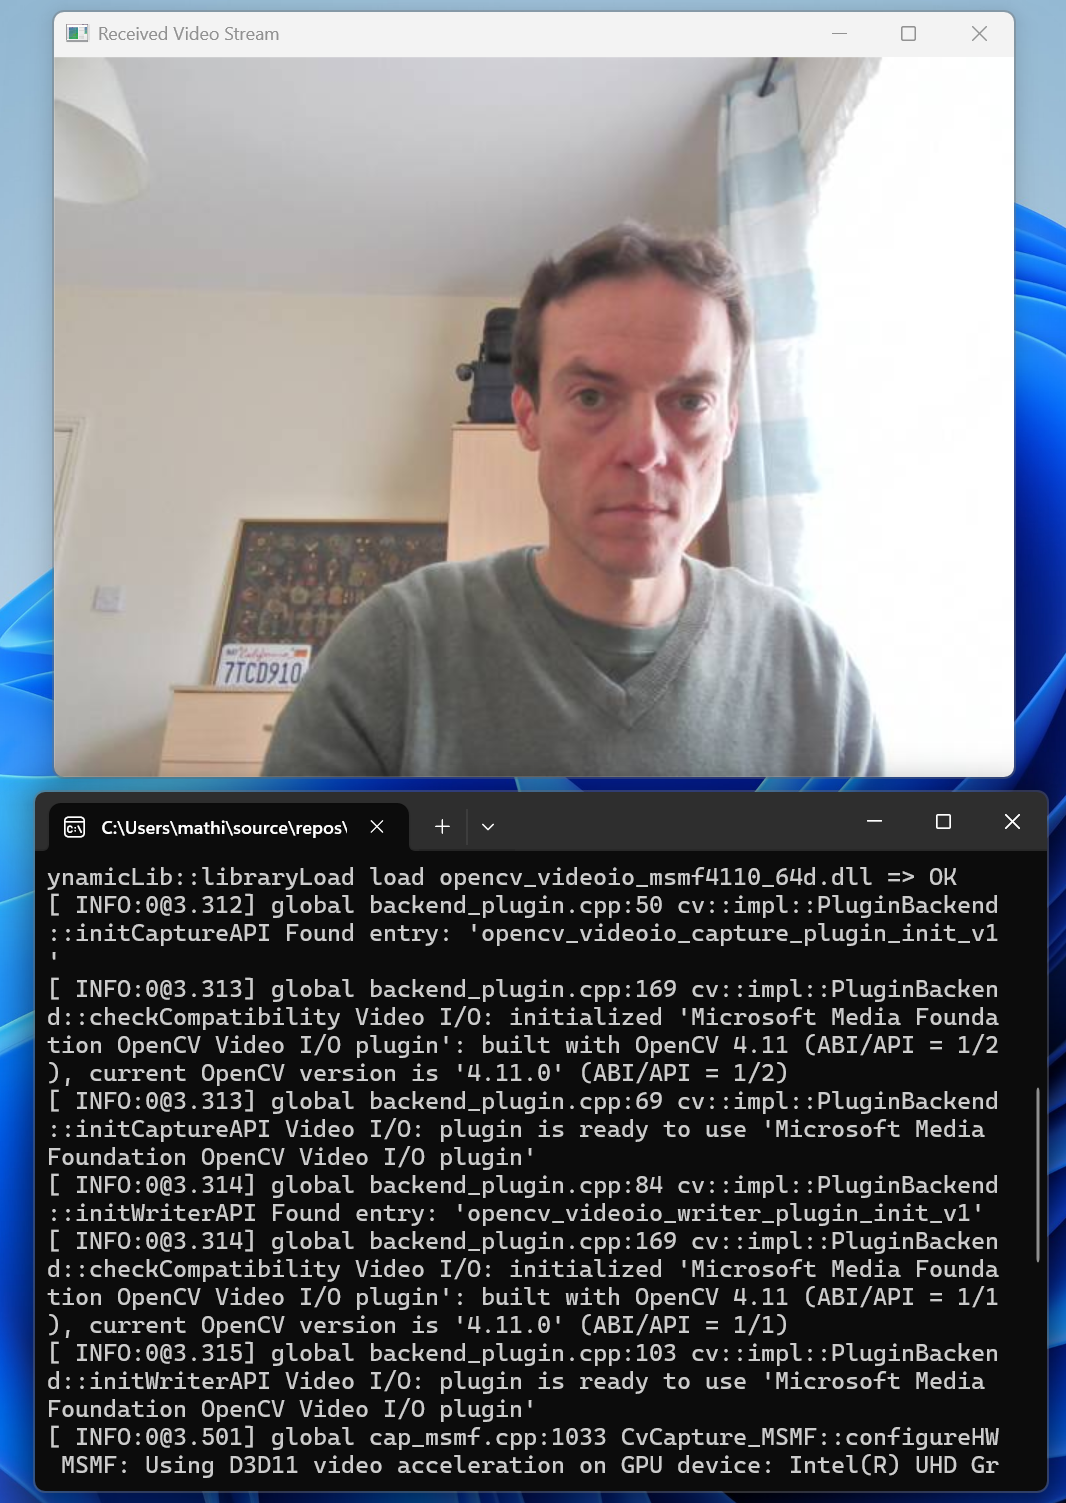 Received Video Stream
California
7TCD910
C:\Users\mathi\source\repos\
ynamicLib::libraryLoad load opencv_videoio_msmf4110_64d.dll => OK
[ INFO:0@3.312] global backend_plugin.cpp:50 cv::impl::PluginBackend
::initCaptureAPI Found entry: 'opencv_videoio_capture_plugin_init_v1
'
[ INFO:0@3.313] global backend_plugin.cpp:169 cv::impl::PluginBacken
d::checkCompatibility Video I/O: initialized 'Microsoft Media Founda
tion OpenCV Video I/O plugin': built with OpenCV 4.11 (ABI/API = 1/2
), current OpenCV version is '4.11.0' (ABI/API = 1/2)
[ INFO:0@3.313] global backend_plugin.cpp:69 cv::impl::PluginBackend
::initCaptureAPI Video I/O: plugin is ready to use 'Microsoft Media
Foundation OpenCV Video I/O plugin'
[ INFO:0@3.314] global backend_plugin.cpp:84 cv::impl::PluginBackend
::initWriterAPI Found entry: 'opencv_videoio_writer_plugin_init_v1'
[ INFO:0@3.314] global backend_plugin.cpp:169 cv::impl::PluginBacken
d::checkCompatibility Video I/O: initialized 'Microsoft Media Founda
tion OpenCV Video I/O plugin': built with OpenCV 4.11 (ABI/API = 1/1
), current OpenCV version is '4.11.0' (ABI/API = 1/1)
[ INFO:0@3.315] global backend_plugin.cpp:103 cv::impl::PluginBacken
d::initWriterAPI Video I/O: plugin is ready to use 'Microsoft Media
Foundation OpenCV Video I/O plugin'
[ INFO:0@3.501] global cap_msmf.cpp:1033 CvCapture_MSMF::configureHW
MSMF: Using D3D11 video acceleration on GPU device: Intel(R) UHD Gr